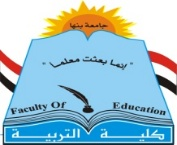 جامعة بنها
"إنما بعثت معلما"
Faculty Of Education
كلية التربية